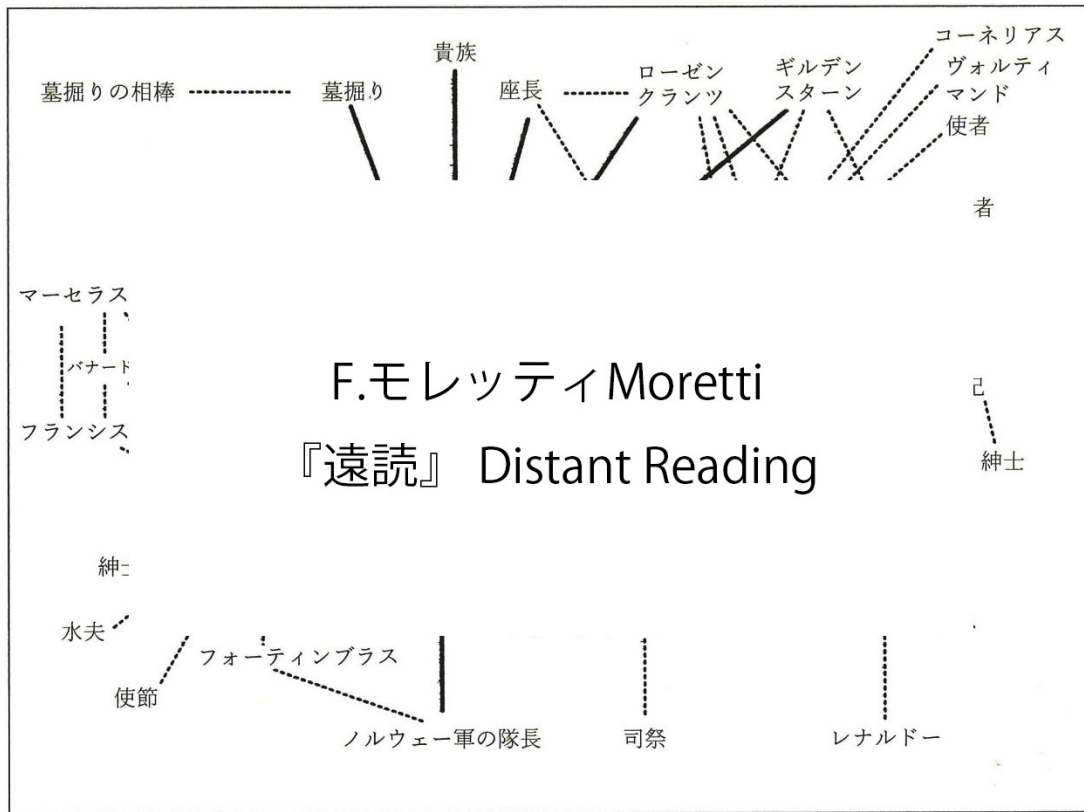 コーネリアス
貴族
ローゼン
クランツ
ギルデン
スターン
ヴォルティ
マンド
墓掘りの相棒
墓掘り
座長
使者
者
マーセラス
バナード
フランシス
F.モレッティMoretti
『遠読』 Distant Reading
紳士
水夫
フォーティンブラス
使節
ノルウェー軍の隊長
司祭
レナルドー